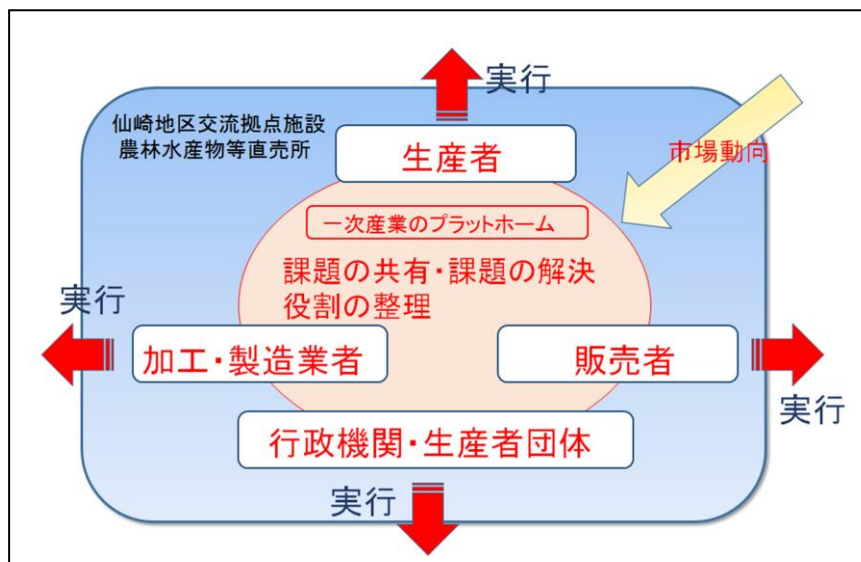 実行
仙崎地区交流拠点施設
農林水産物等直売所
生産者
市場動向
一次産業のプラットホーム
課題の共有・課題の解決
役割の整理
実行
加工・製造業者
販売者
実行
行政機関・生産者団体
実行